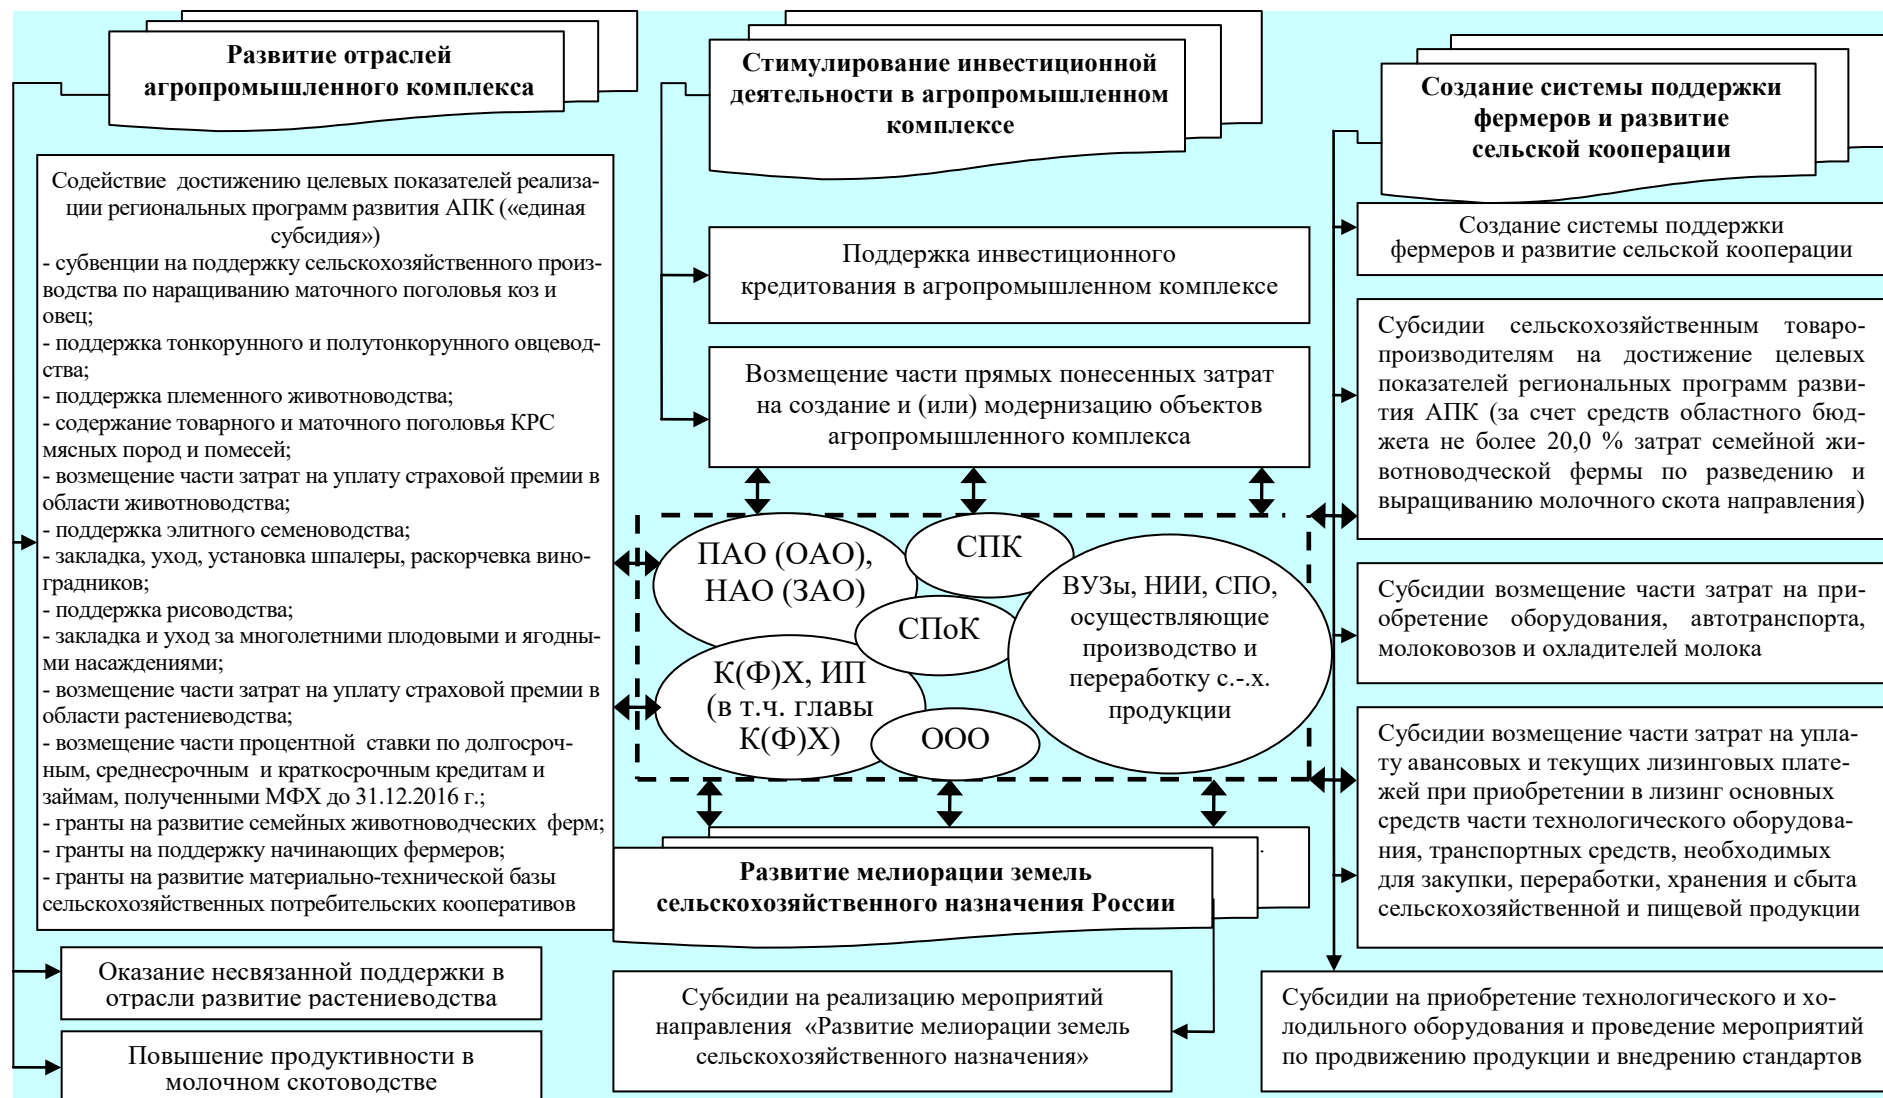 Развитие отраслей
агропромышленного комплекса
Содействие достижению целевых показателей реализа-
ции региональных программ развития АПК («единая
субсидия»)
- субвенции на поддержку сельскохозяйственного произ-
водства по наращиванию маточного поголовья коз и
овец;
- поддержка тонкорунного и полутонкорунного овцевод-
ства;
- поддержка племенного животноводства;
- содержание товарного и маточного поголовья КРС
мясных пород и помесей;
- возмещение части затрат на уплату страховой премии в
области животноводства;
- поддержка элитного семеноводства;
- закладка, уход, установка шпалеры, раскорчевка вино-
градников;
- поддержка рисоводства;
- закладка и уход за многолетними плодовыми и ягодны-
ми насаждениями;
- возмещение части затрат на уплату страховой премии в
области растениеводства;
- возмещение части процентной ставки по долгосроч-
ным, среднесрочным и краткосрочным кредитам и
займам, полученными МФХ до 31.12.2016 г.;
- гранты на развитие семейных животноводческих ферм;
- гранты на поддержку начинающих фермеров;
- гранты на развитие материально-технической базы
сельскохозяйственных потребительских кооперативов
Оказание несвязанной поддержки в
отрасли развитие растениеводства
Повышение продуктивности в
молочном скотоводстве
Стимулирование инвестиционной
деятельности в агропромышленном
комплексе
Поддержка инвестиционного
кредитования в агропромышленном комплексе
Возмещение части прямых понесенных затрат
на создание и (или) модернизацию объектов
агропромышленного комплекса
ПАО (ОАО),
НАО (ЗАО)
СПК
СПоК
К(Ф)Х, ИП
(в т.ч. главы
К(Ф)Х)
ООО
ВУЗы, НИИ, СПО,
осуществляющие
производство и
переработку с.-.х.
продукции
.
Развитие мелиорации земель
сельскохозяйственного назначения России
Субсидии на реализацию мероприятий
направления «Развитие мелиорации земель
сельскохозяйственного назначения»
Создание системы поддержки
фермеров и развитие
сельской кооперации
Создание системы поддержки
фермеров и развитие сельской кооперации
Субсидии сельскохозяйственным товаро-
производителям на достижение целевых
показателей региональных программ разви-
тия АПК (за счет средств областного бюд-
жета не более 20,0 % затрат семейной жи-
вотноводческой фермы по разведению и
выращиванию молочного скота направления)
Субсидии возмещение части затрат на при-
обретение оборудования, автотранспорта,
молоковозов и охладителей молока
Субсидии возмещение части затрат на упла-
ту авансовых и текущих лизинговых плате-
жей при приобретении в лизинг основных
средств части технологического оборудова-
ния, транспортных средств, необходимых
для закупки, переработки, хранения и сбыта
сельскохозяйственной и пищевой продукции
Субсидии на приобретение технологического и хо-
лодильного оборудования и проведение мероприятий
по продвижению продукции и внедрению стандартов